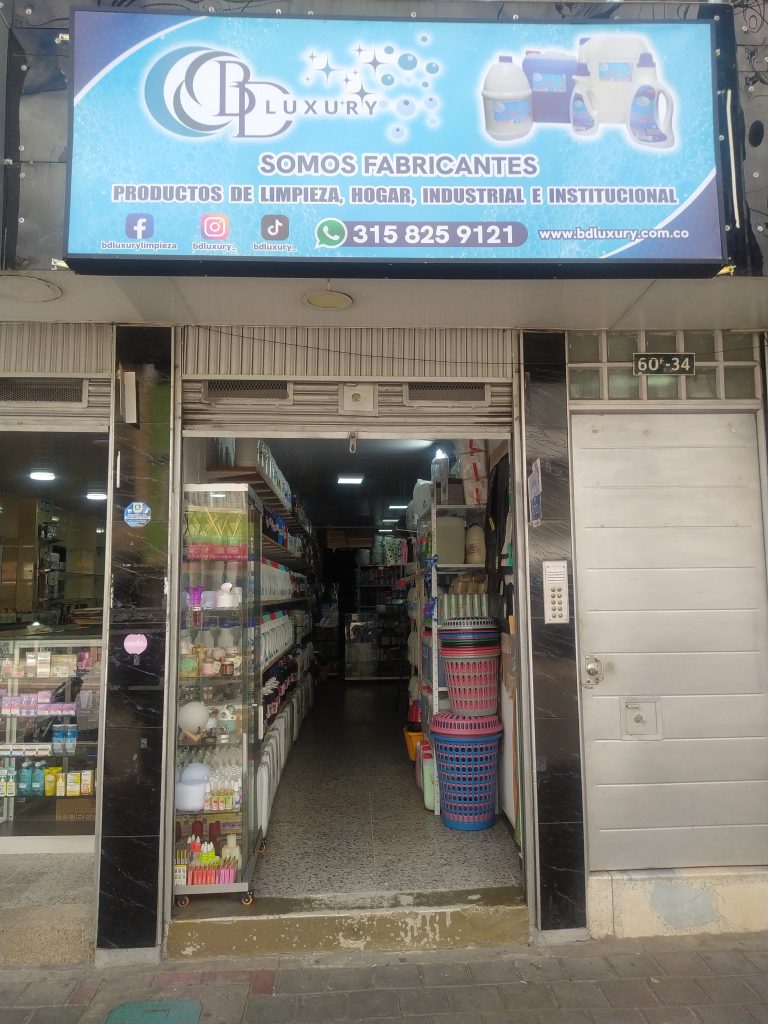 BD LUXURY
SOMOS FABRICANTES
PRODUCTOS DE LIMPIEZA, HOGAR, INDUSTRIAL E INSTITUCIONAL
bdluxurylimpieza
bdluxury_
bdluxury_
315 825 9121
www.bdluxury.com.co
60F-34